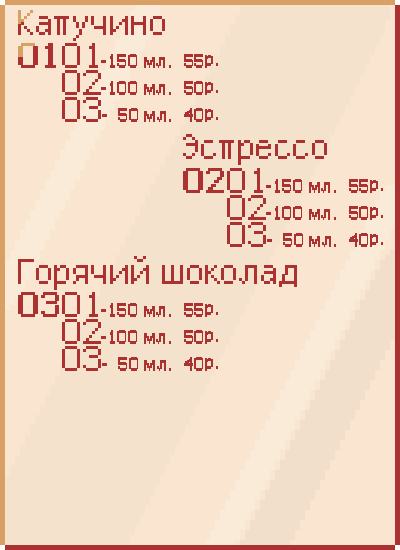 Каппучино
0101-150 мл. 55р.
02-100 мл. 50р.
03- 50 мл. 40р.
Эспрессо
0201-150 мл. 55р.
02-100 мл. 50р.
03- 50 мл. 40р.
Горячий шоколад
0301-150 мл. 55р.
02-100 мл. 50р.
03- 50 мл. 40р.